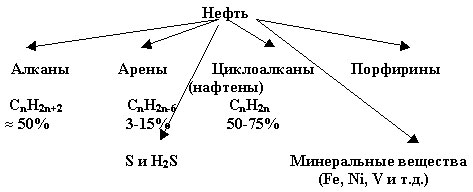 Нефть
Алканы Арены Циклоалканы Порфирины
(нафтены)
CnH2n+2 CnH2n-6 CnH2n
≈ 50% 3-15% 50-75%
S и H2S Минеральные вещества
(Fe, Ni, V и т.д.)